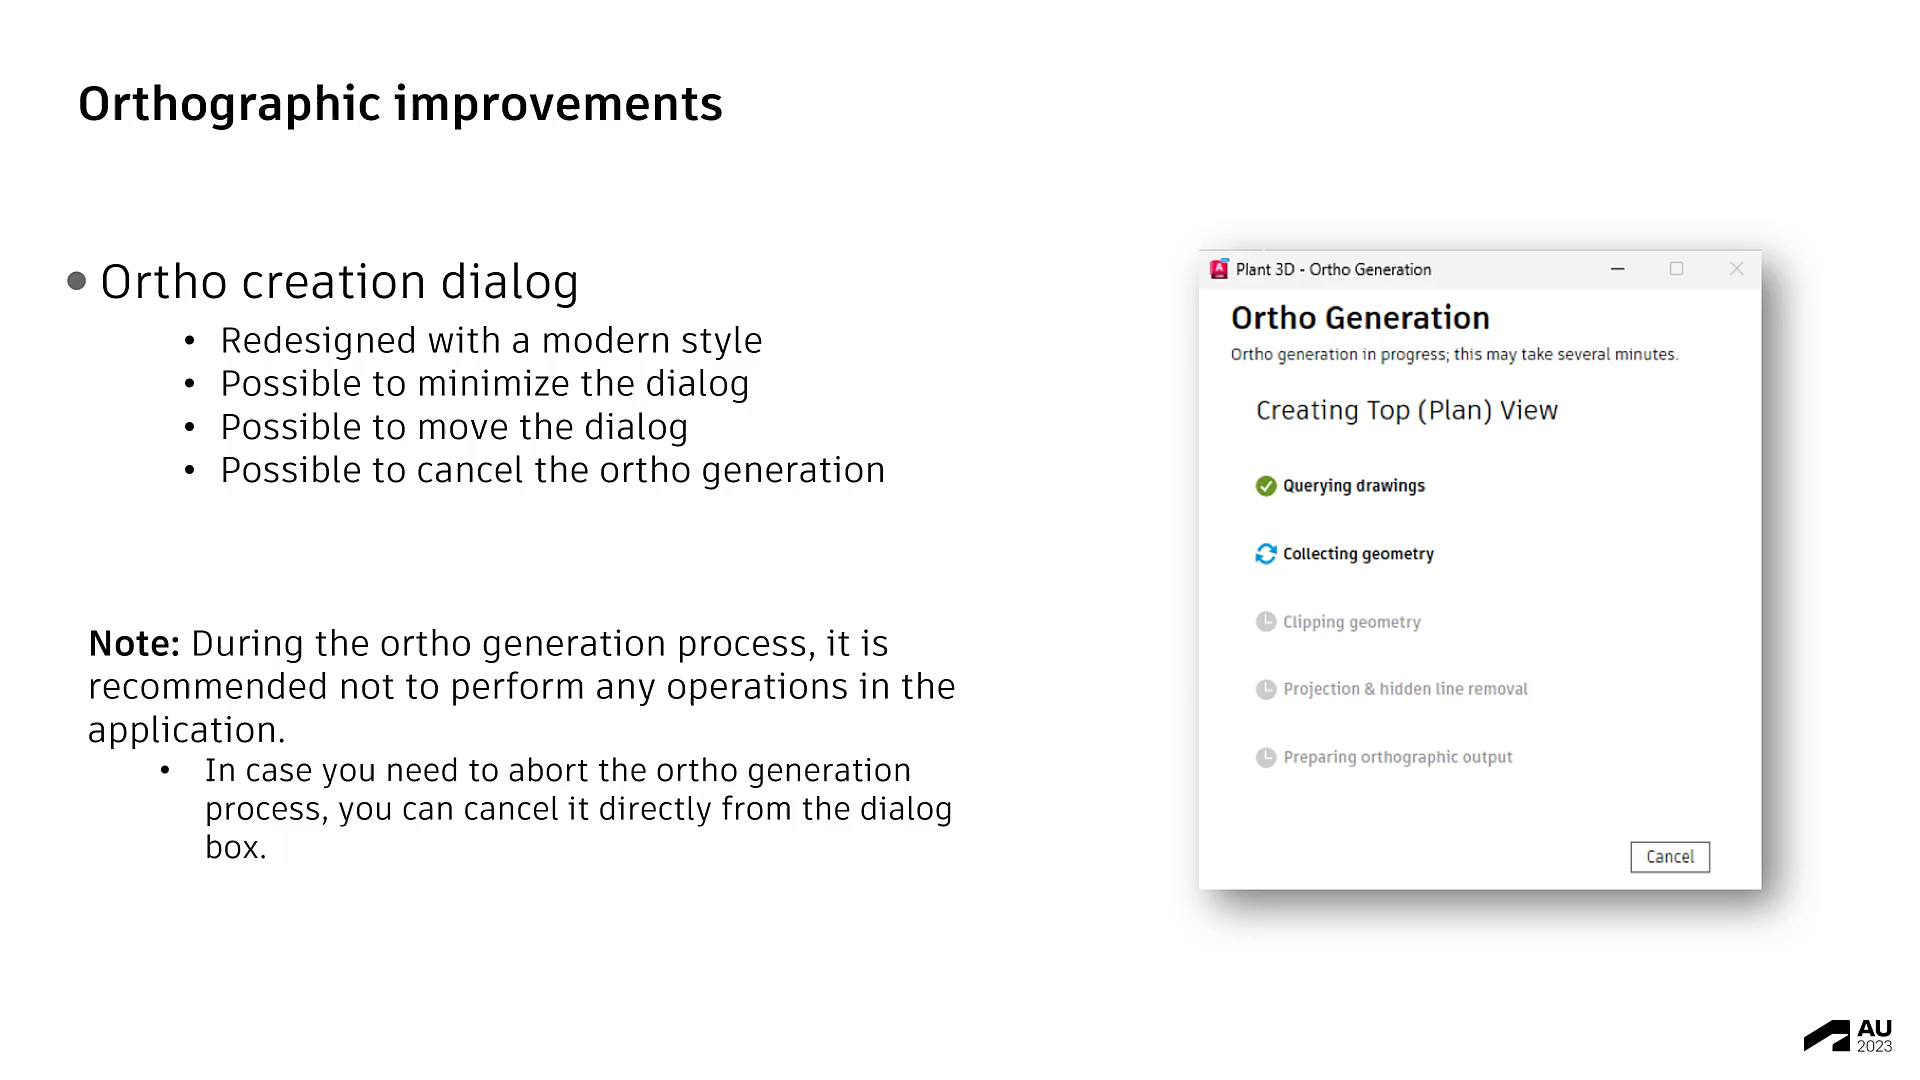 Orthographic improvements
• Ortho creation dialog
• Redesigned with a modern style
• Possible to minimize the dialog
• Possible to move the dialog
• Possible to cancel the ortho generation
Note: During the ortho generation process, it is
recommended not to perform any operations in the
application.
• In case you need to abort the ortho generation
process, you can cancel it directly from the dialog
box.
Plant 3D - Ortho Generation
Ortho Generation
Ortho generation in progress; this may take several minutes.
Creating Top (Plan) View
Querying drawings
Collecting geometry
Clipping geometry
Projection & hidden line removal
Preparing orthographic output
Cancel
AU
2023